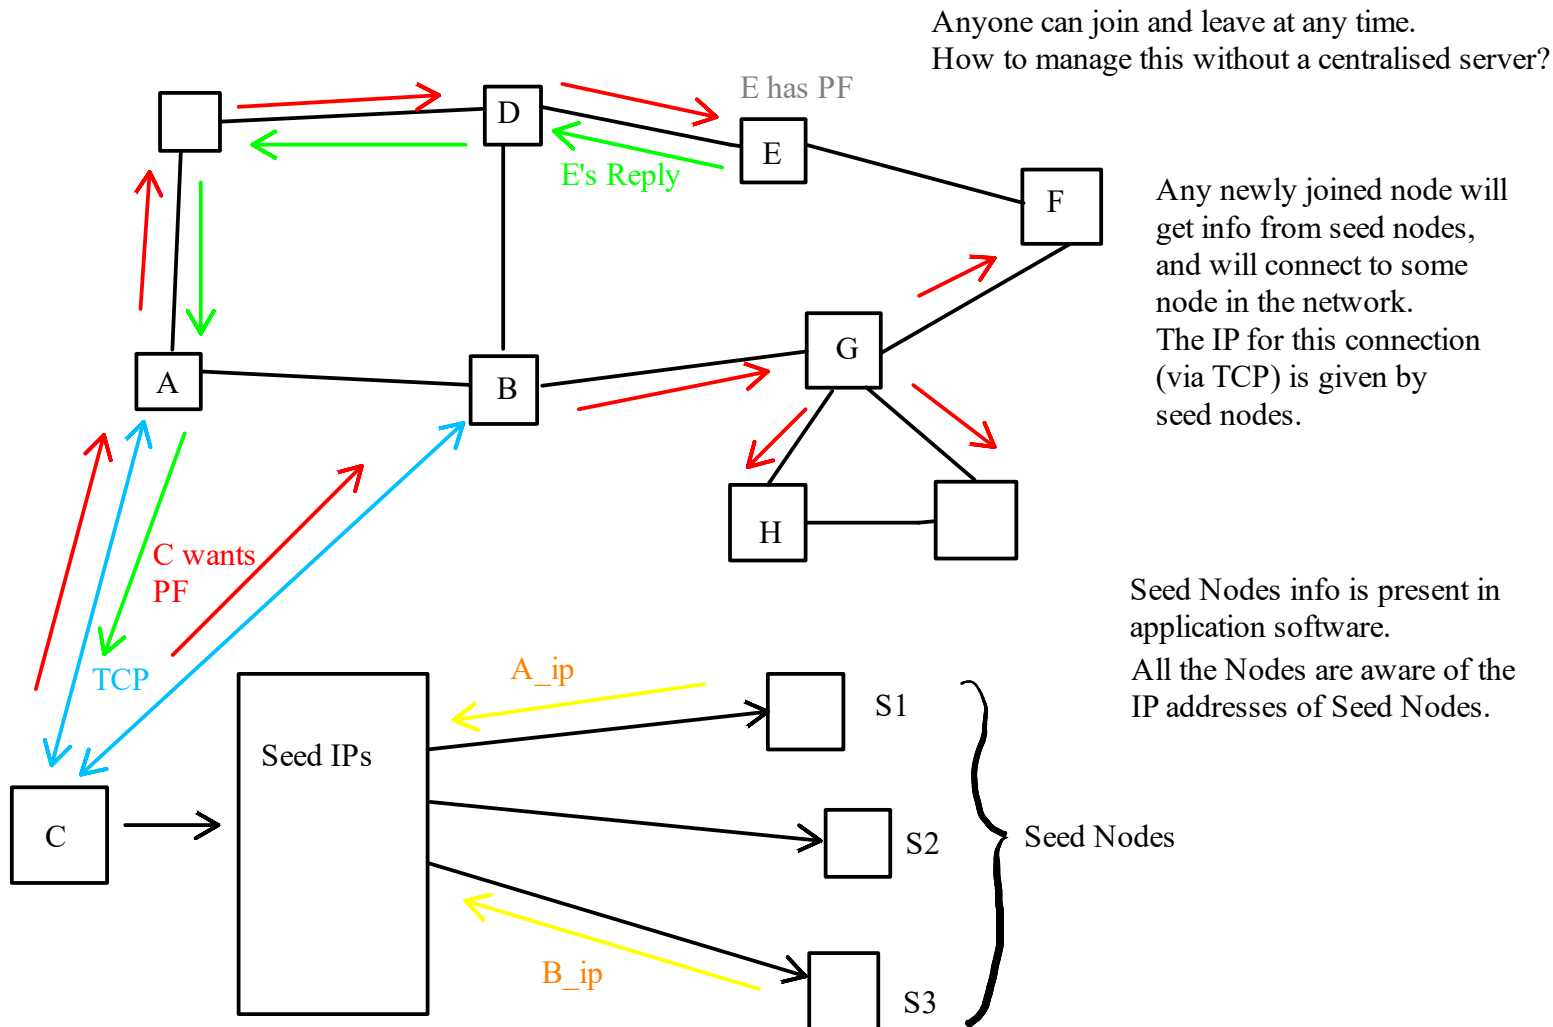 Anyone can join and leave at any time.
How to manage this without a centralised server?
E has PF
D
E
E's Reply
F
Any newly joined node will
get info from seed nodes,
and will connect to some
node in the network.
The IP for this connection
(via TCP) is given by
seed nodes.
G
A
B
H
C wants
PF
TCP
Seed Nodes info is present in
application software.
All the Nodes are aware of the
IP addresses of Seed Nodes.
A_ip
S1
Seed IPs
C
S2
Seed Nodes
B_ip
S3